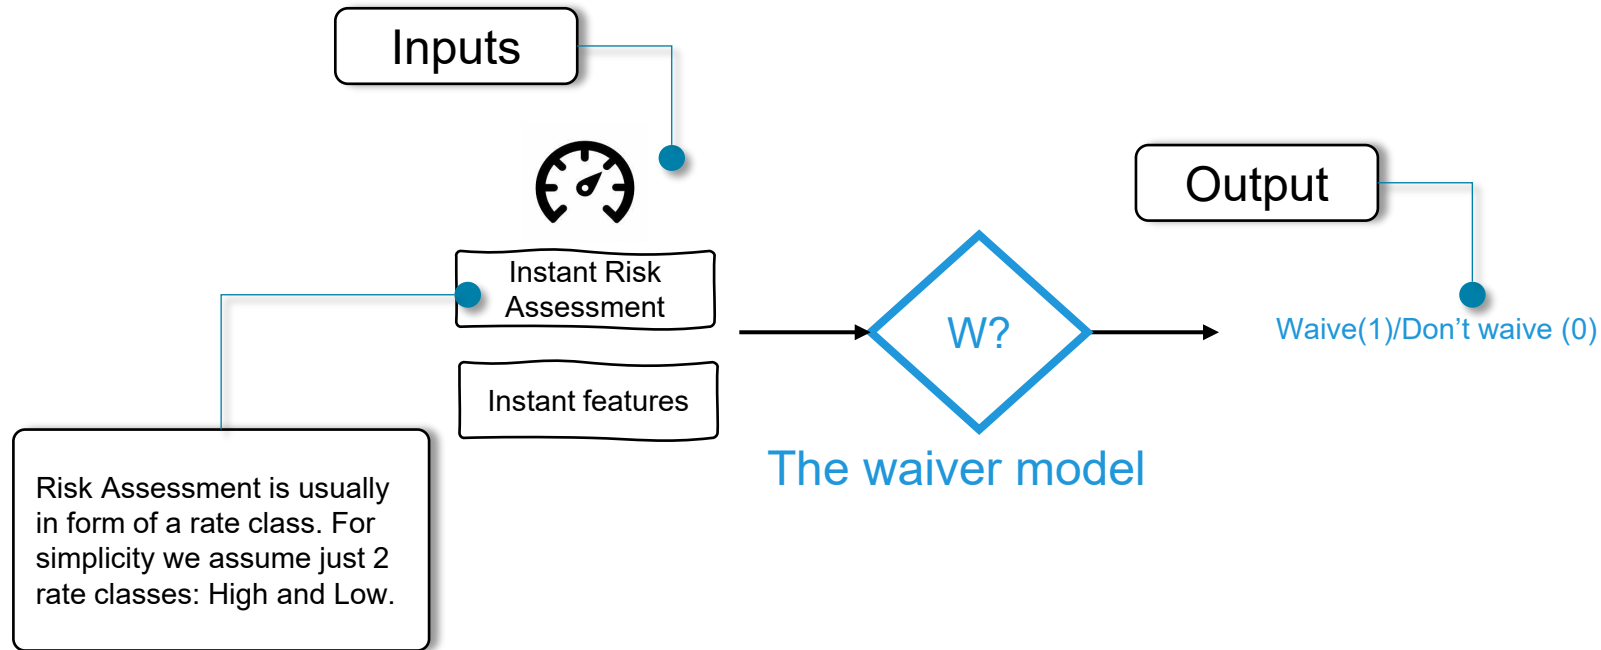 Inputs
Output
Instant Risk
Assessment
Instant features
W?
Waive(1)/Don’t waive (0)
The waiver model
Risk Assessment is usually
in form of a rate class. For
simplicity we assume just 2
rate classes: High and Low.